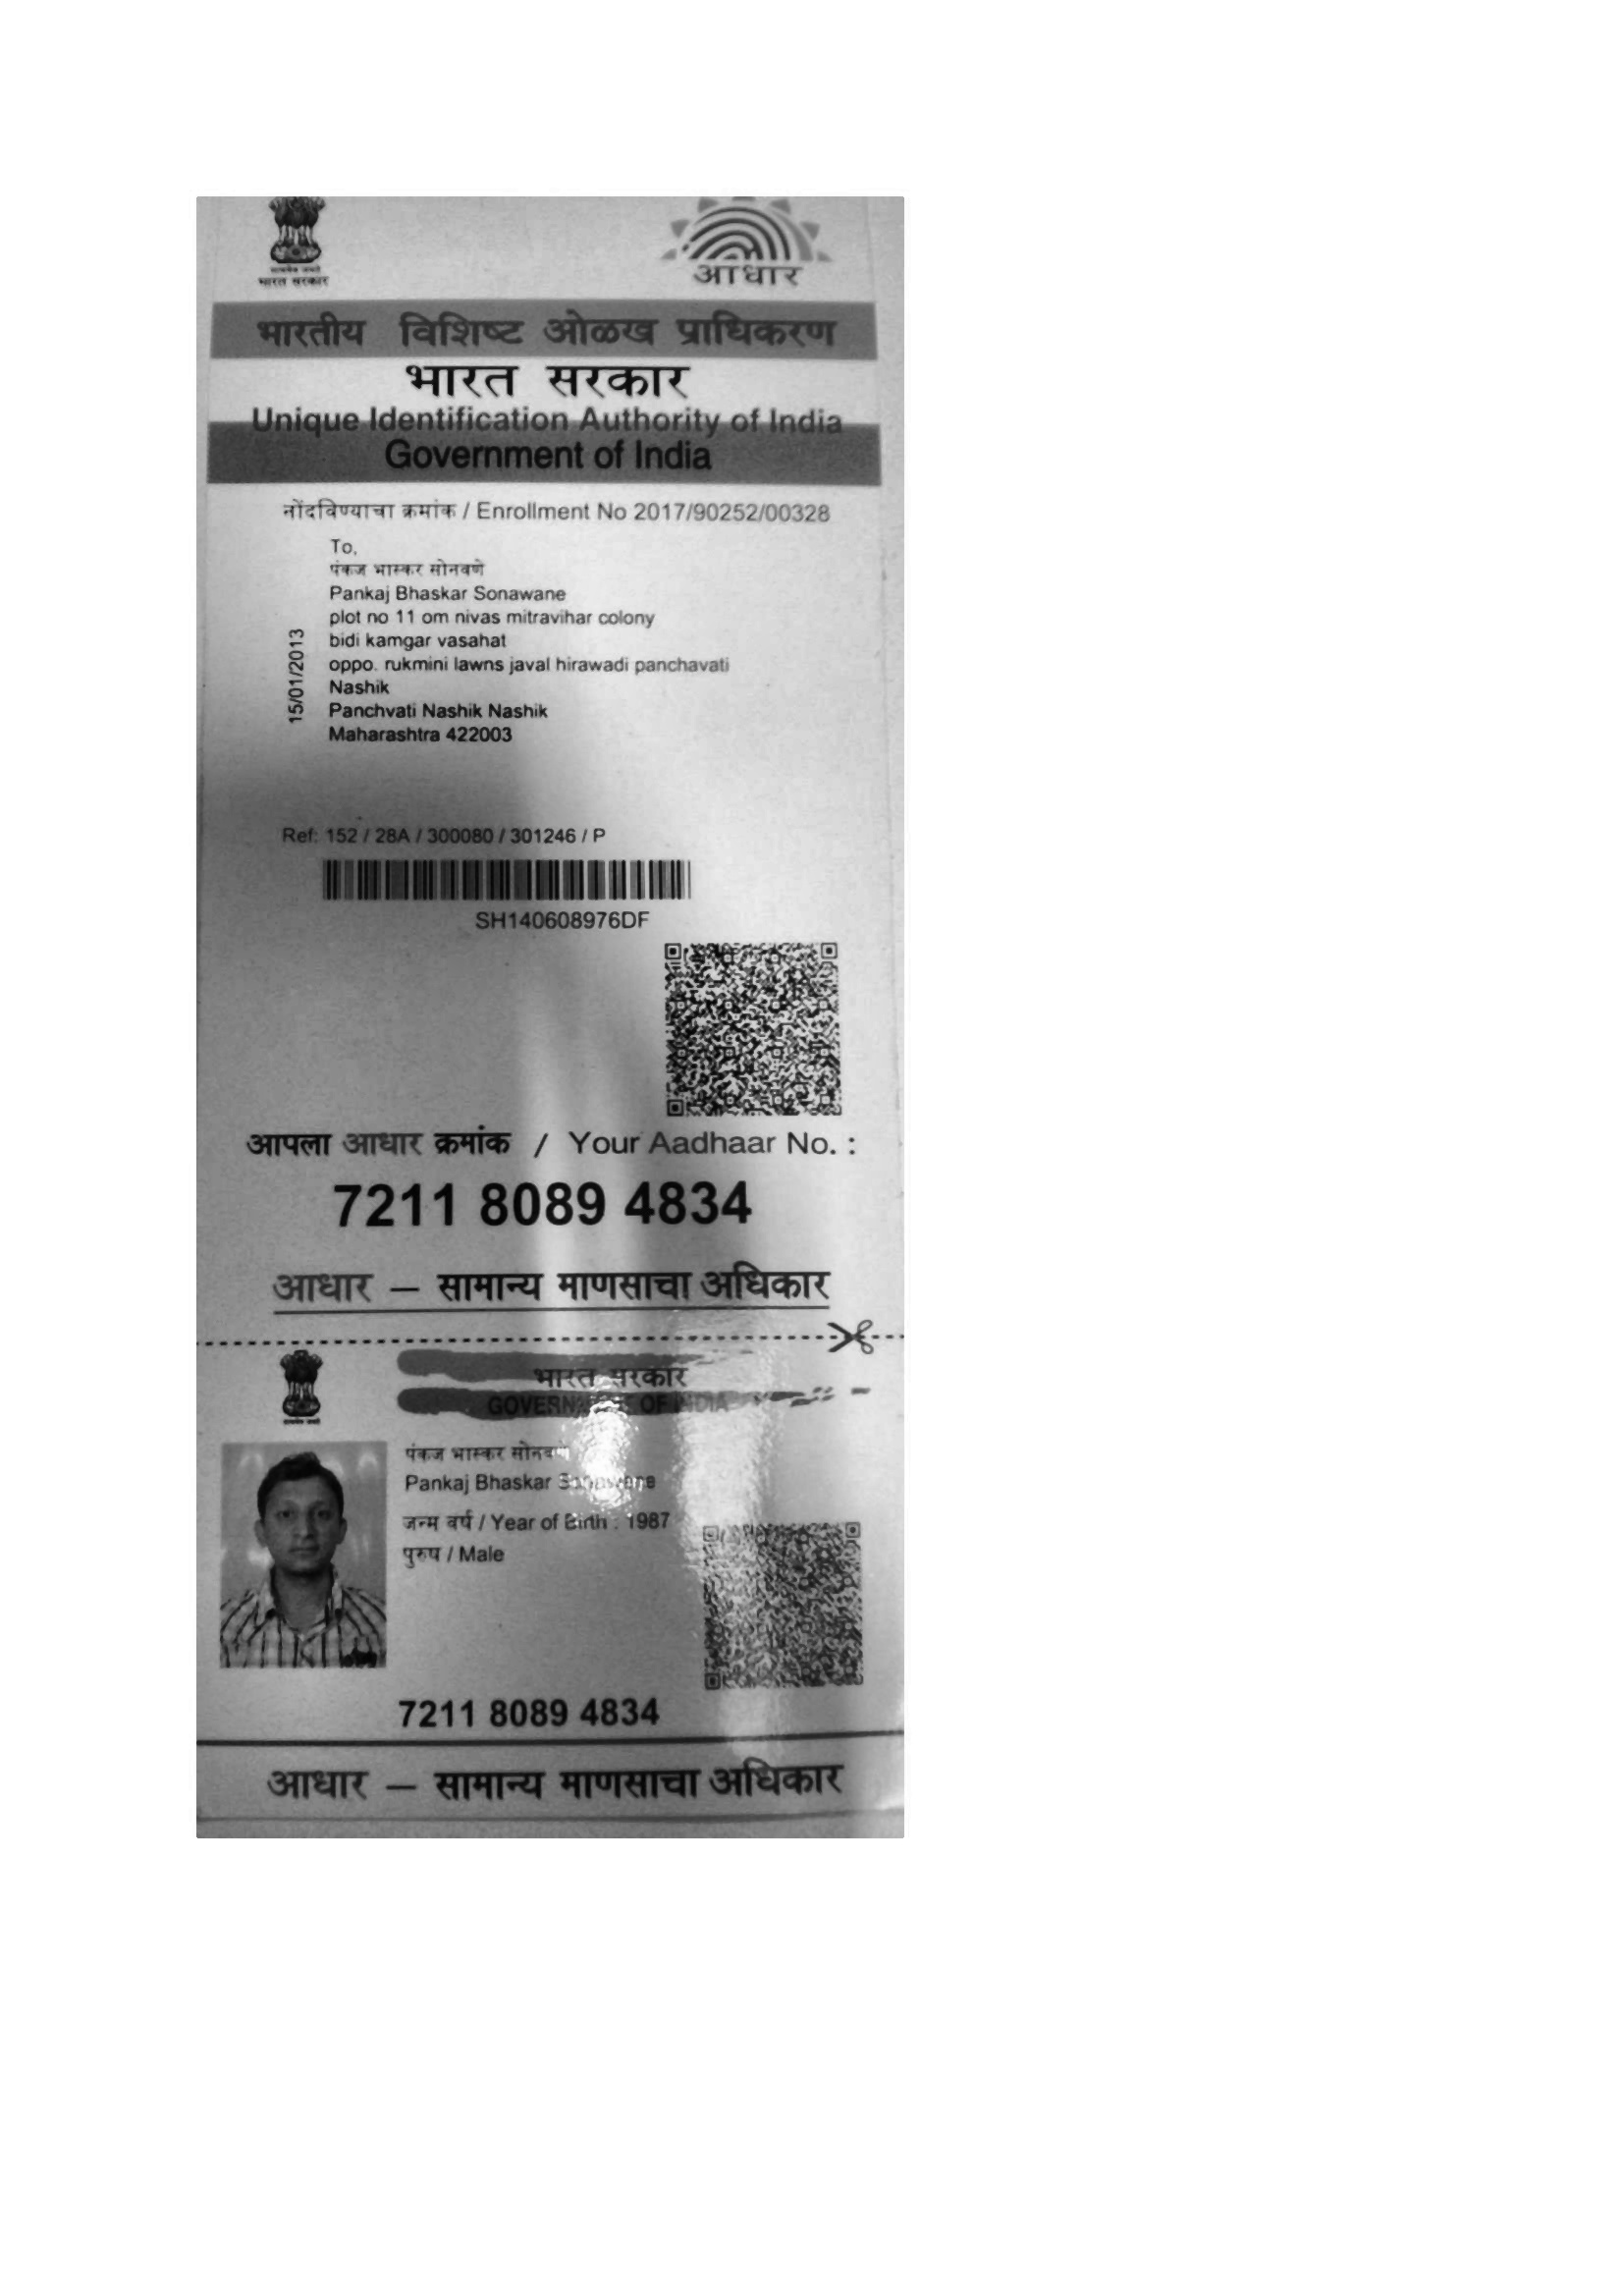 सत्यमेव जयते
भारत सरकार
आधार
भारतीय विशिष्ट ओळख प्राधिकरण
भारत सरकार
Unique Identification Authority of India
Government of India
नोंदविण्याचा क्रमांक / Enrollment No 2017/90252/00328
To,
पंकज भास्कर सोनवणे
Pankaj Bhaskar Sonawane
plot no 11 om nivas mitravihar colony
bidi kamgar vasahat
oppo. rukmini lawns javal hirawadi panchavati
Nashik
Panchvati Nashik Nashik
Maharashtra 422003
15/01/2013
Ref: 152 / 28A / 300080 / 301246 / P
SH140608976DF
आपला आधार क्रमांक / Your Aadhaar No. :
7211 8089 4834
आधार – सामान्य माणसाचा अधिकार
सत्यमेव जयते
भारत सरकार
GOVERNMENT OF INDIA
पंकज भास्कर सोनवणे
Pankaj Bhaskar Sonawane
जन्म वर्ष / Year of Birth : 1987
पुरुष / Male
7211 8089 4834
आधार – सामान्य माणसाचा अधिकार